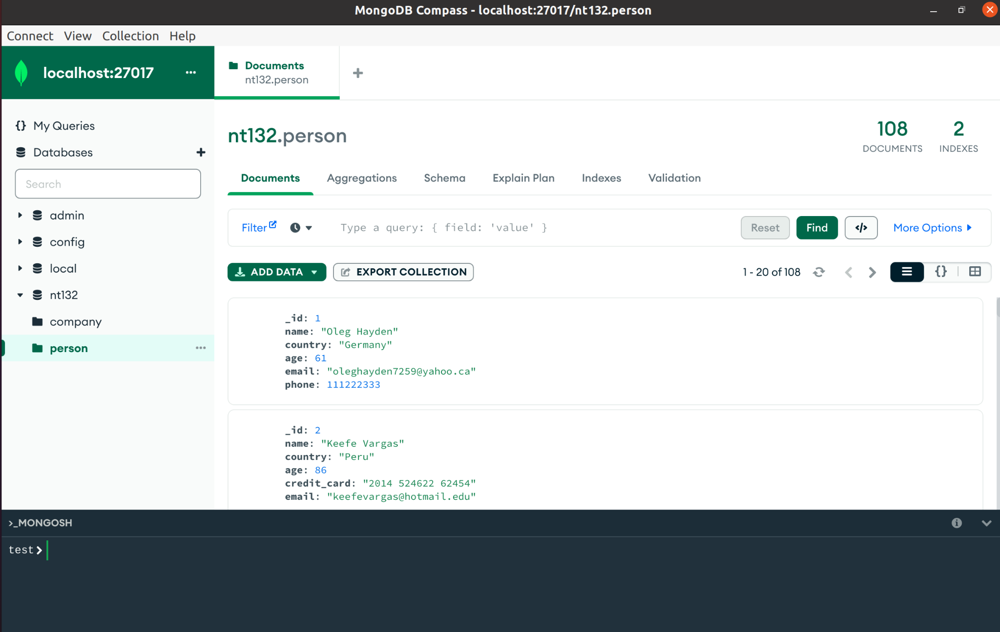 MongoDB Compass - localhost:27017/nt132.person
Connect View Collection Help
localhost:27017 ···
Documents
nt132.person
+
{} My Queries
Databases +
Search
admin
config
local
nt132
company
person ···
nt132.person
108
DOCUMENTS
2
INDEXES
Documents Aggregations Schema Explain Plan Indexes Validation
Filter Type a query: { field: 'value' } Reset Find </> More Options
ADD DATA EXPORT COLLECTION 1 - 20 of 108 {}
_id: 1
name: "Oleg Hayden"
country: "Germany"
age: 61
email: "oleghayden7259@yahoo.ca"
phone: 111222333
_id: 2
name: "Keefe Vargas"
country: "Peru"
age: 86
credit_card: "2014 524622 62454"
email: "keefevargas@hotmail.edu"
>_MONGOSH
test>